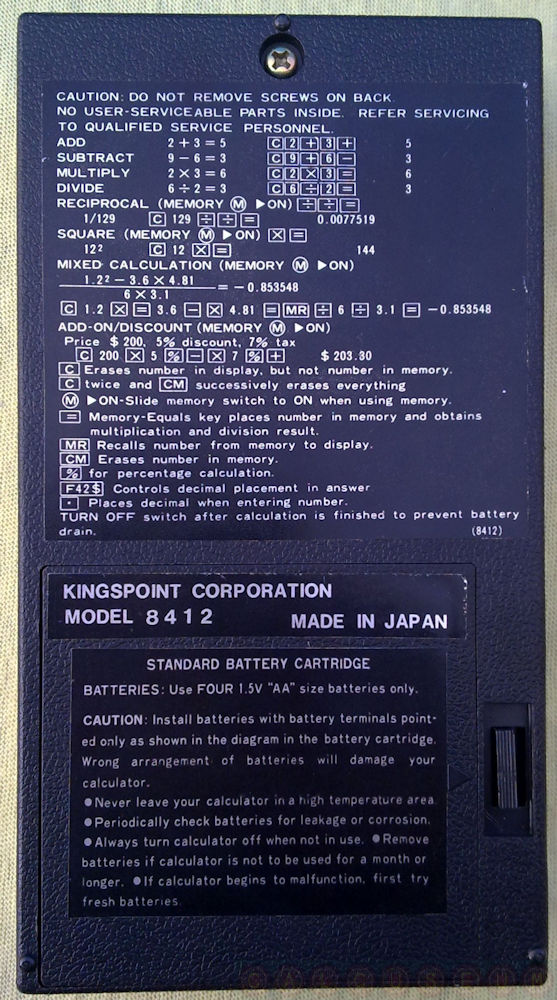 CAUTION: DO NOT REMOVE SCREWS ON BACK.
NO USER-SERVICEABLE PARTS INSIDE. REFER SERVICING
TO QUALIFIED SERVICE PERSONNEL.
ADD 2 + 3 = 5 C 2 + 3 + 5
SUBTRACT 9 − 6 = 3 C 9 + 6 − 3
MULTIPLY 2 × 3 = 6 C 2 × 3 = 6
DIVIDE 6 ÷ 2 = 3 C 6 ÷ 2 = 3
RECIPROCAL (MEMORY Ⓜ ▶ON) ÷ ÷ =
1/129 C 129 ÷ ÷ = 0.0077519
SQUARE (MEMORY Ⓜ ▶ON) × =
12² C 12 × = 144
MIXED CALCULATION (MEMORY Ⓜ ▶ON)
1.2² − 3.6 × 4.81
6 × 3.1
= − 0.853548
C 1.2 × = 3.6 − × 4.81 = MR ÷ 6 ÷ 3.1 = − 0.853548
ADD-ON/DISCOUNT (MEMORY Ⓜ ▶ON)
Price $ 200, 5% discount, 7% tax
C 200 × 5 % − × 7 % + $ 203.30
C Erases number in display, but not number in memory.
C twice and CM successively erases everything
Ⓜ ▶ON-Slide memory switch to ON when using memory.
= Memory-Equals key places number in memory and obtains
multiplication and division result.
MR Recalls number from memory to display.
CM Erases number in memory.
% for percentage calculation.
F42$ Controls decimal placement in answer
· Places decimal when entering number.
TURN OFF switch after calculation is finished to prevent battery
drain. (8412)
KINGSPOINT CORPORATION
MODEL 8412 MADE IN JAPAN
STANDARD BATTERY CARTRIDGE
BATTERIES: Use FOUR 1.5V "AA" size batteries only.
CAUTION: Install batteries with battery terminals point-
ed only as shown in the diagram in the battery cartridge.
Wrong arrangement of batteries will damage your
calculator.
●Never leave your calculator in a high temperature area
●Periodically check batteries for leakage or corrosion.
●Always turn calculator off when not in use. ●Remove
batteries if calculator is not to be used for a month or
longer. ●If calculator begins to malfunction, first try
fresh batteries.